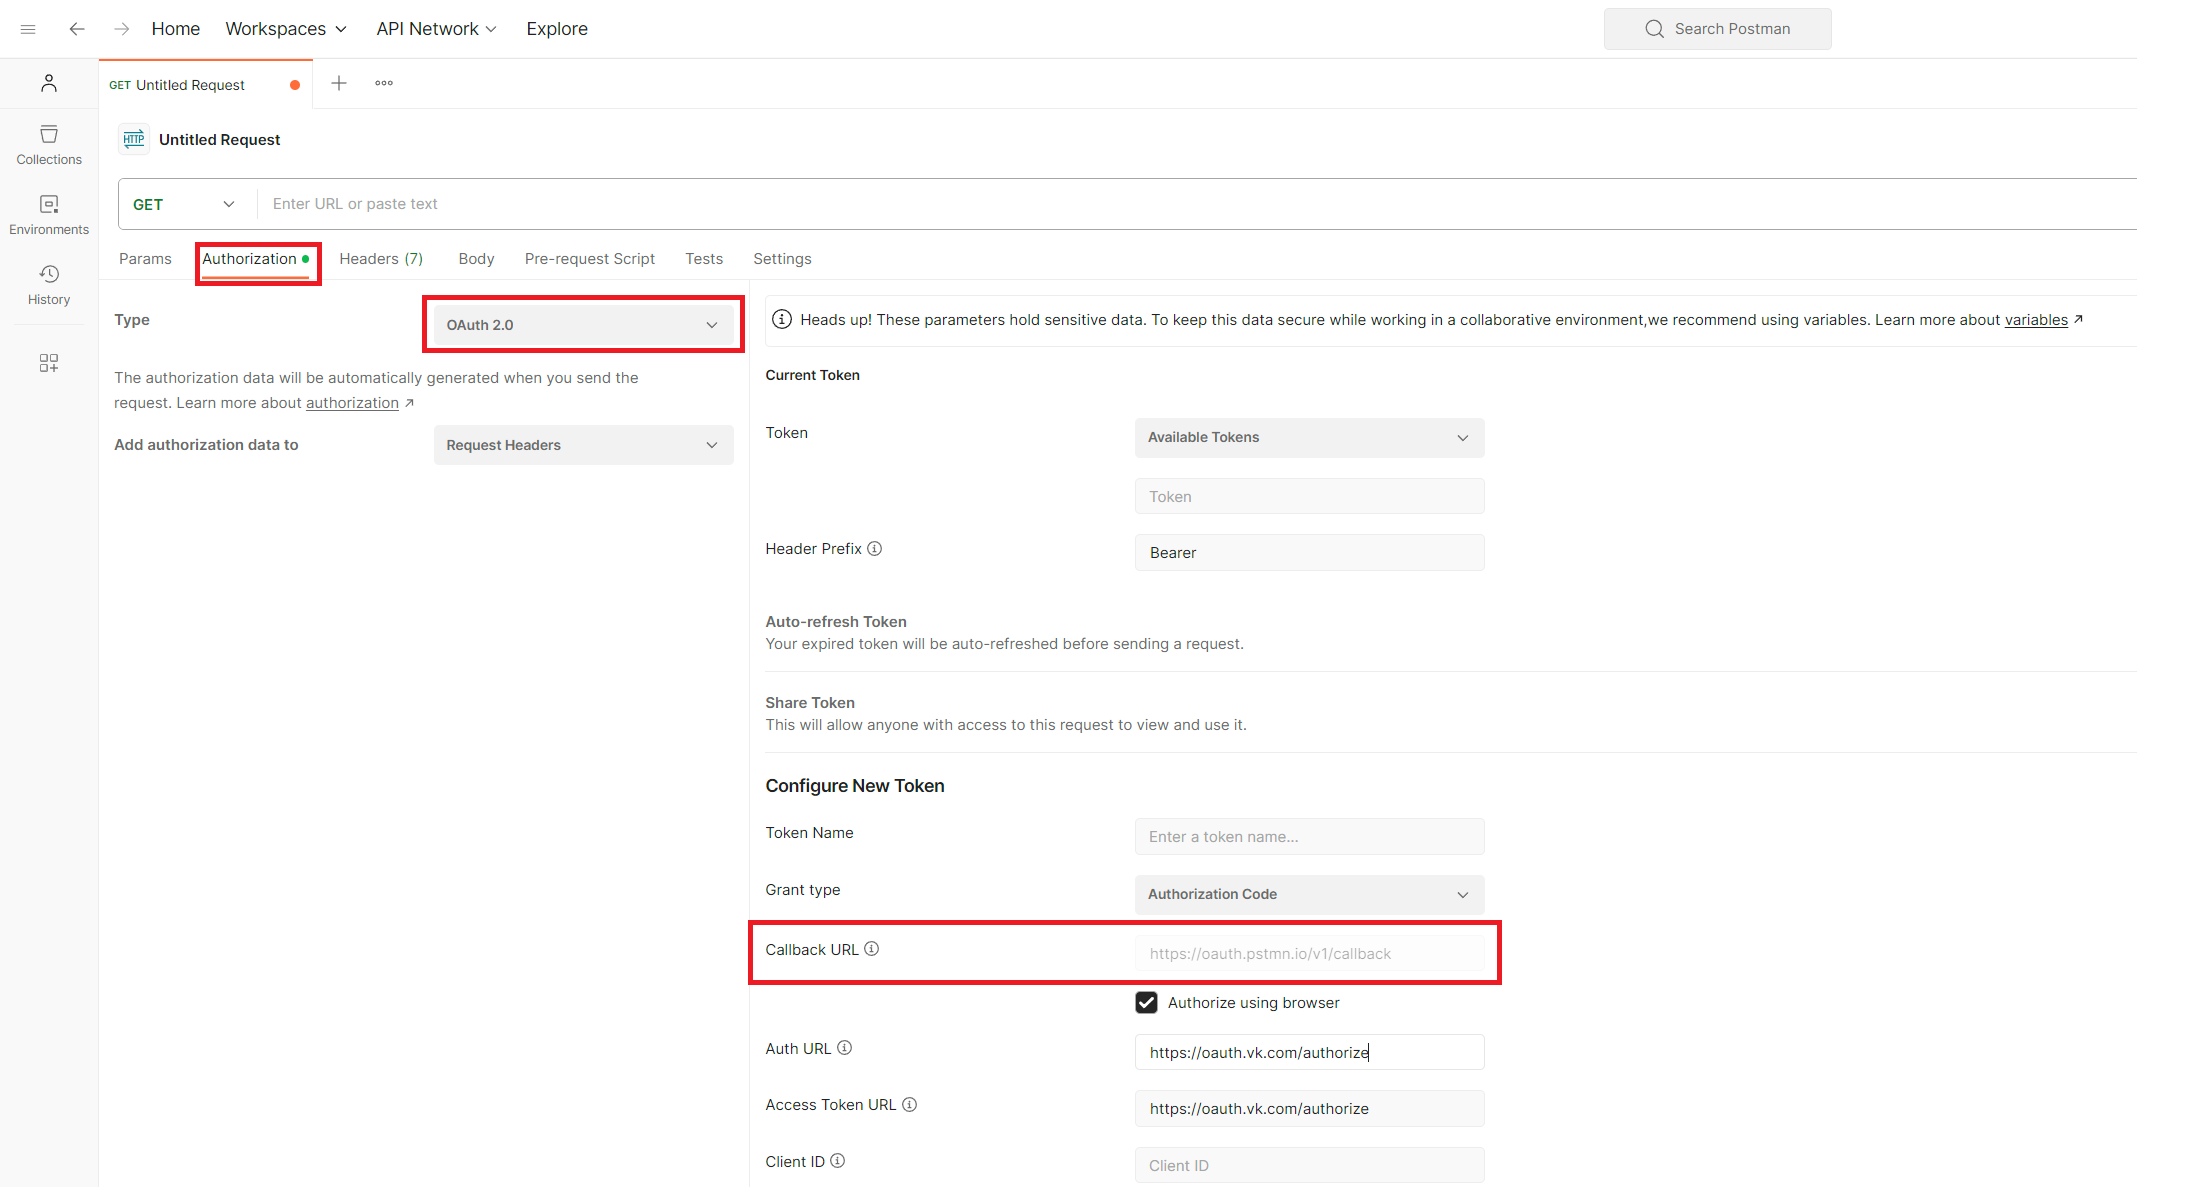 Home Workspaces API Network Explore Search Postman
GET Untitled Request
HTTP Untitled Request
Collections
Environments
History
GET Enter URL or paste text
Params Authorization Headers (7) Body Pre-request Script Tests Settings
Type OAuth 2.0
The authorization data will be automatically generated when you send the
request. Learn more about authorization ↗
Add authorization data to Request Headers
Heads up! These parameters hold sensitive data. To keep this data secure while working in a collaborative environment,we recommend using variables. Learn more about variables ↗
Current Token
Token Available Tokens
Token
Header Prefix Bearer
Auto-refresh Token
Your expired token will be auto-refreshed before sending a request.
Share Token
This will allow anyone with access to this request to view and use it.
Configure New Token
Token Name Enter a token name...
Grant type Authorization Code
Callback URL https://oauth.pstmn.io/v1/callback
Authorize using browser
Auth URL https://oauth.vk.com/authorize
Access Token URL https://oauth.vk.com/authorize
Client ID Client ID